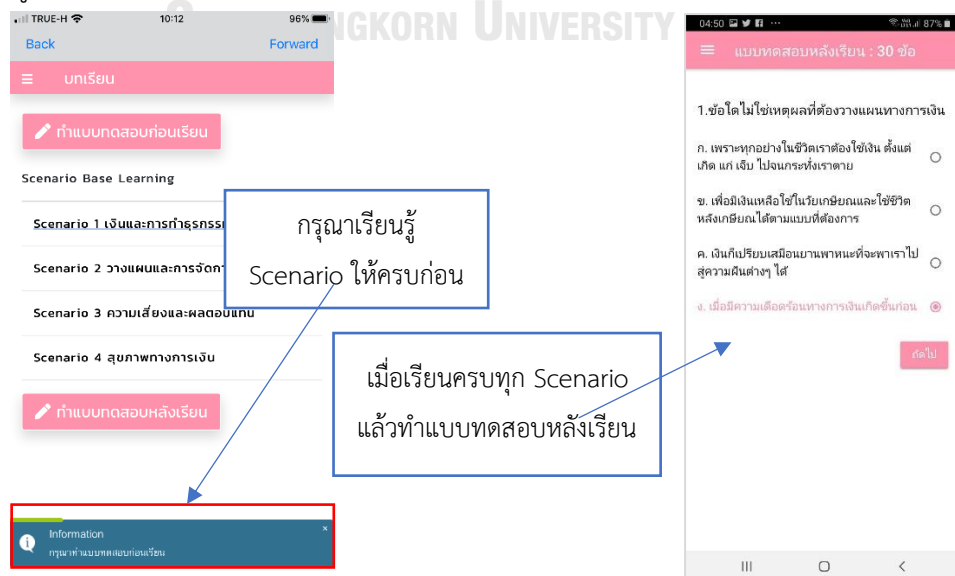 NGKORN UNIVERSITY
TRUE-H 10:12 96%
Back Forward
บทเรียน
ทำแบบทดสอบก่อนเรียน
Scenario Base Learning
Scenario 1 เงินและการทำธุรกรรม
Scenario 2 วางแผนและการจัดกา
Scenario 3 ความเสี่ยงและผลตอบแทน
Scenario 4 สุขภาพทางการเงิน
ทำแบบทดสอบหลังเรียน
Information
กรุณาทำแบบทดสอบก่อนเรียน
กรุณาเรียนรู้
Scenario ให้ครบก่อน
เมื่อเรียนครบทุก Scenario
แล้วทำแบบทดสอบหลังเรียน
04:50 87%
แบบทดสอบหลังเรียน : 30 ข้อ
1.ข้อใดไม่ใช่เหตุผลที่ต้องวางแผนทางการเงิน
ก. เพราะทุกอย่างในชีวิตเราต้องใช้เงิน ตั้งแต่
เกิด แก่ เจ็บ ไปจนกระทั่งเราตาย
ข. เพื่อมีเงินเหลือใช้ในวัยเกษียณและใช้ชีวิต
หลังเกษียณได้ตามแบบที่ต้องการ
ค. เงินก็เปรียบเสมือนยานพาหนะที่จะพาเราไป
สู่ความฝันต่างๆ ได้
ง. เมื่อมีความเดือดร้อนทางการเงินเกิดขึ้นก่อน
ถัดไป